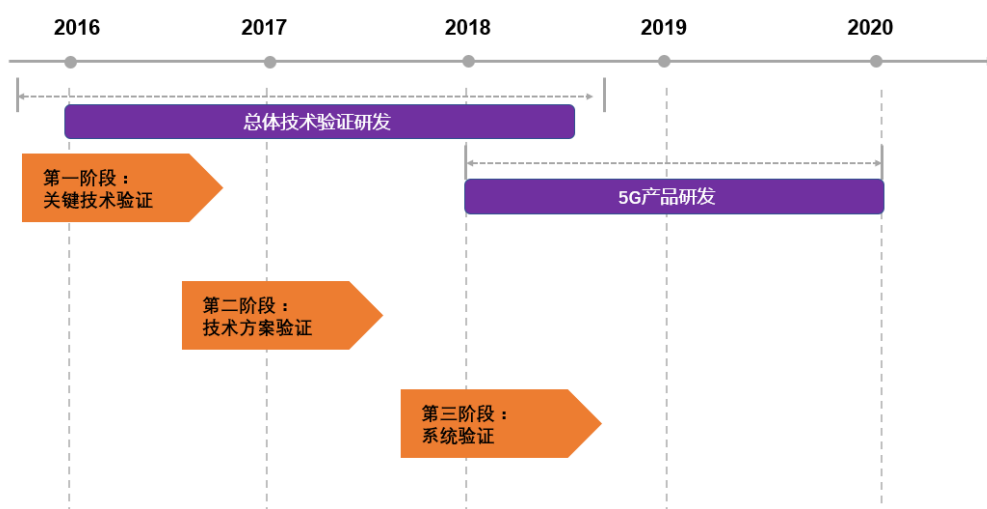 2016
2017
2018
2019
2020
总体技术验证研发
第一阶段：
关键技术验证
5G产品研发
第二阶段：
技术方案验证
第三阶段：
系统验证